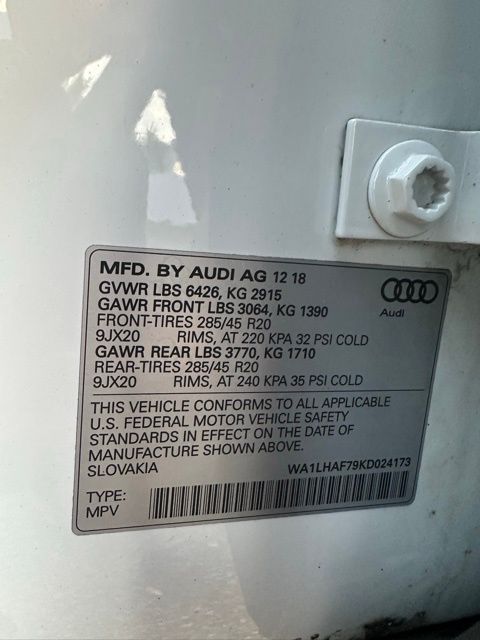 MFD. BY AUDI AG 12 18
GVWR LBS 6426, KG 2915
GAWR FRONT LBS 3064, KG 1390
FRONT-TIRES 285/45 R20
9JX20 RIMS, AT 220 KPA 32 PSI COLD
GAWR REAR LBS 3770, KG 1710
REAR-TIRES 285/45 R20
9JX20 RIMS, AT 240 KPA 35 PSI COLD
Audi
THIS VEHICLE CONFORMS TO ALL APPLICABLE
U.S. FEDERAL MOTOR VEHICLE SAFETY
STANDARDS IN EFFECT ON THE DATE OF
MANUFACTURE SHOWN ABOVE.
SLOVAKIA WA1LHAF79KD024173
TYPE:
MPV